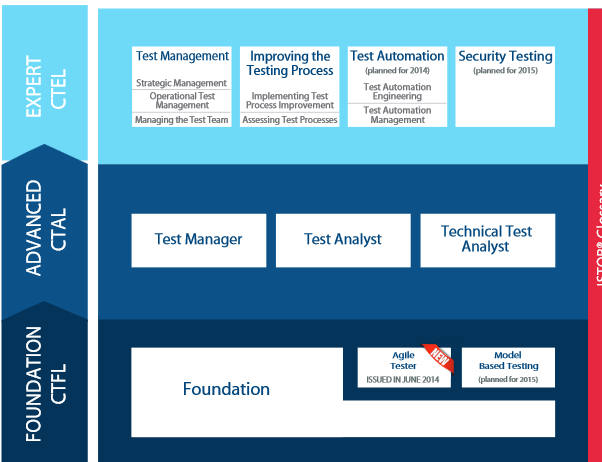 EXPERT
CTEL
Test Management
Strategic Management
Operational Test
Management
Managing the Test Team
Improving the
Testing Process
Implementing Test
Process Improvement
Assessing Test Processes
Test Automation
(planned for 2014)
Test Automation
Engineering
Test Automation
Management
Security Testing
(planned for 2015)
ADVANCED
CTAL
Test Manager
Test Analyst
Technical Test
Analyst
FOUNDATION
CTFL
Foundation
Agile
Tester
NEW
ISSUED IN JUNE 2014
Model
Based Testing
(planned for 2015)
ISTQB® Glossary